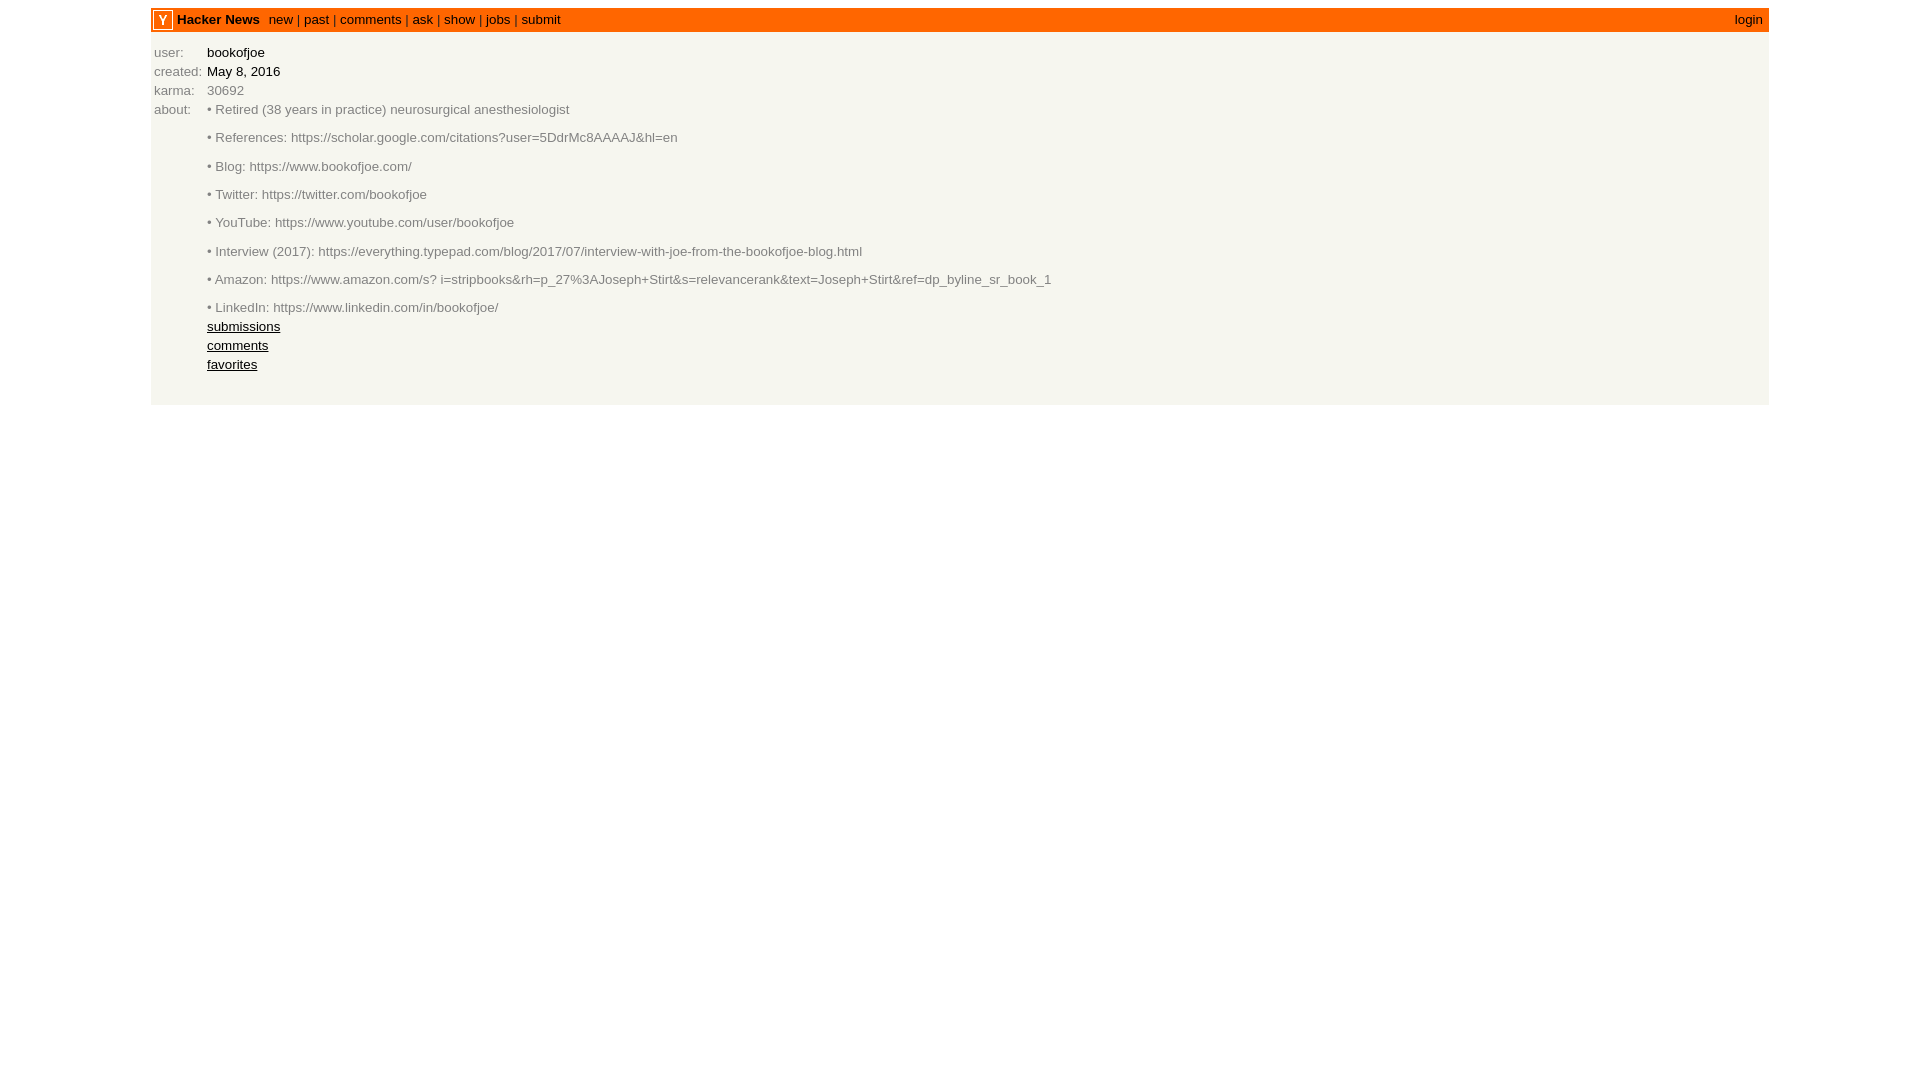 Y Hacker News new | past | comments | ask | show | jobs | submit login
user: bookofjoe
created: May 8, 2016
karma: 30692
about: • Retired (38 years in practice) neurosurgical anesthesiologist
• References: https://scholar.google.com/citations?user=5DdrMc8AAAAJ&hl=en
• Blog: https://www.bookofjoe.com/
• Twitter: https://twitter.com/bookofjoe
• YouTube: https://www.youtube.com/user/bookofjoe
• Interview (2017): https://everything.typepad.com/blog/2017/07/interview-with-joe-from-the-bookofjoe-blog.html
• Amazon: https://www.amazon.com/s? i=stripbooks&rh=p_27%3AJoseph+Stirt&s=relevancerank&text=Joseph+Stirt&ref=dp_byline_sr_book_1
• LinkedIn: https://www.linkedin.com/in/bookofjoe/
submissions
comments
favorites